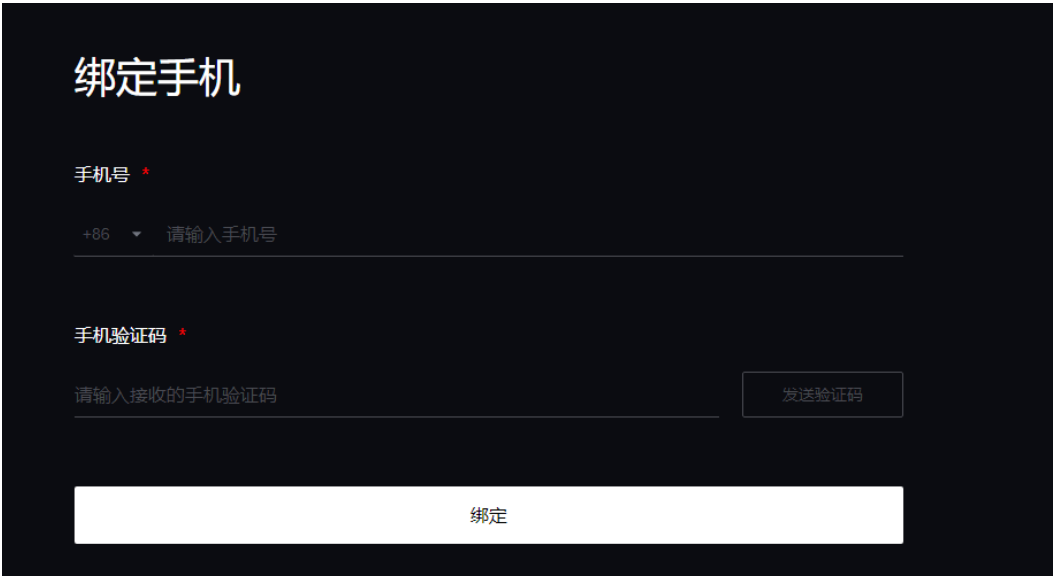 绑定手机
手机号 *
+86 请输入手机号
手机验证码 *
请输入接收的手机验证码 发送验证码
绑定